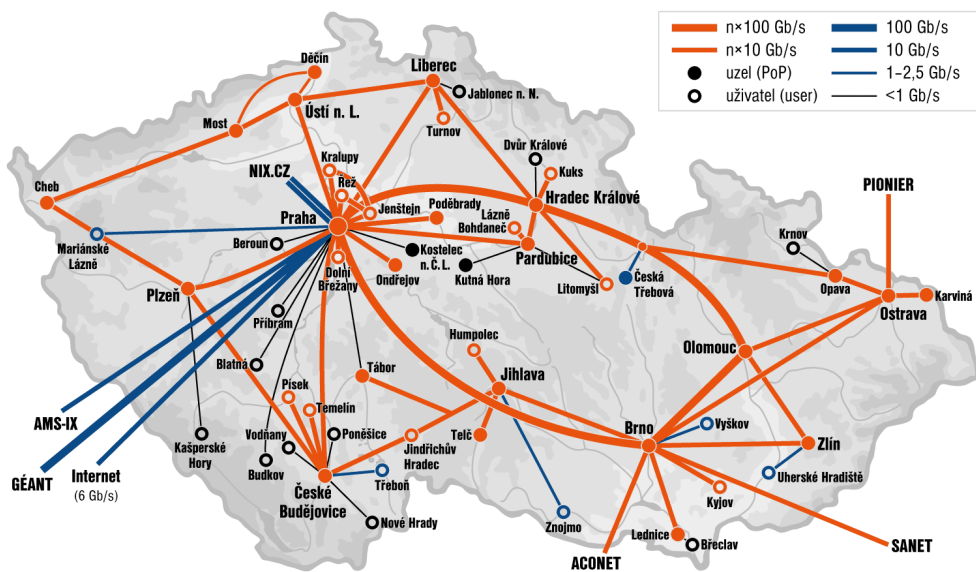 n×100 Gb/s
100 Gb/s
n×10 Gb/s
10 Gb/s
uzel (PoP)
1–2,5 Gb/s
uživatel (user)
<1 Gb/s
Děčín
Liberec
Jablonec n. N.
Ústí n. L.
Most
Turnov
Dvůr Králové
Kralupy
Kuks
NIX.CZ
Řež
PIONIER
Cheb
Jenštejn
Hradec Králové
Poděbrady
Lázně
Bohdaneč
Praha
Krnov
Mariánské
Lázně
Beroun
Kostelec
n.Č.L.
Pardubice
Kutná Hora
Dolní
Břežany
Ondřejov
Litomyšl
Česká
Třebová
Opava
Plzeň
Karviná
Ostrava
Příbram
Humpolec
Olomouc
Blatná
Tábor
Jihlava
Písek
Temelín
AMS-IX
Brno
Vyškov
Vodňany
Poněšice
Telč
Zlín
Kašperské
Hory
Jindřichův
Hradec
Budkov
GÉANT
Internet
(6 Gb/s)
České
Budějovice
Třeboň
Uherské Hradiště
Kyjov
Nové Hrady
Znojmo
Lednice
Břeclav
SANET
ACONET